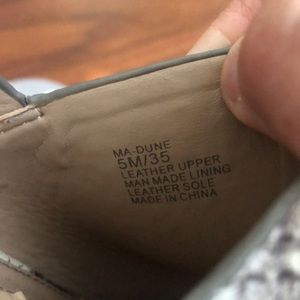 MA-DUNE
5M/35
LEATHER UPPER
MAN MADE LINING
LEATHER SOLE
MADE IN CHINA